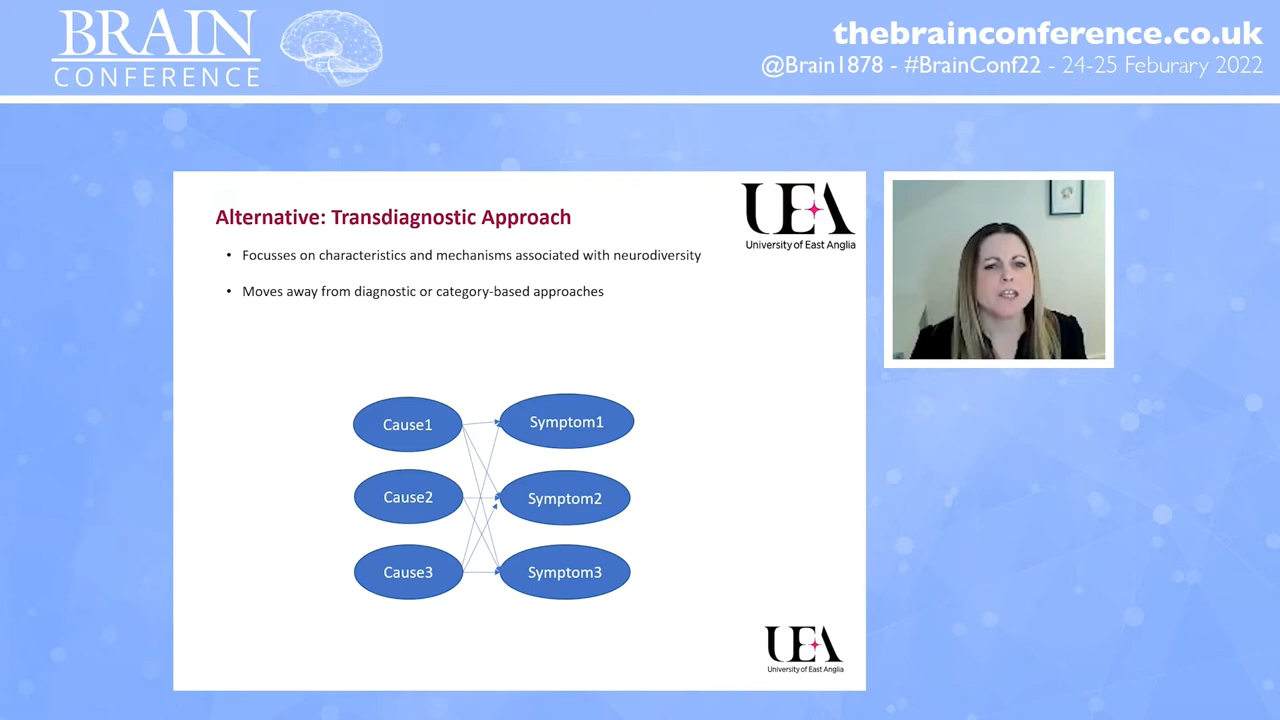 BRAIN
CONFERENCE
thebrainconference.co.uk
@Brain1878 - #BrainConf22 - 24-25 Feburary 2022
Alternative: Transdiagnostic Approach
UEA
University of East Anglia
• Focusses on characteristics and mechanisms associated with neurodiversity
• Moves away from diagnostic or category-based approaches
Cause1
Symptom1
Cause2
Symptom2
Cause3
Symptom3
UEA
University of East Anglia